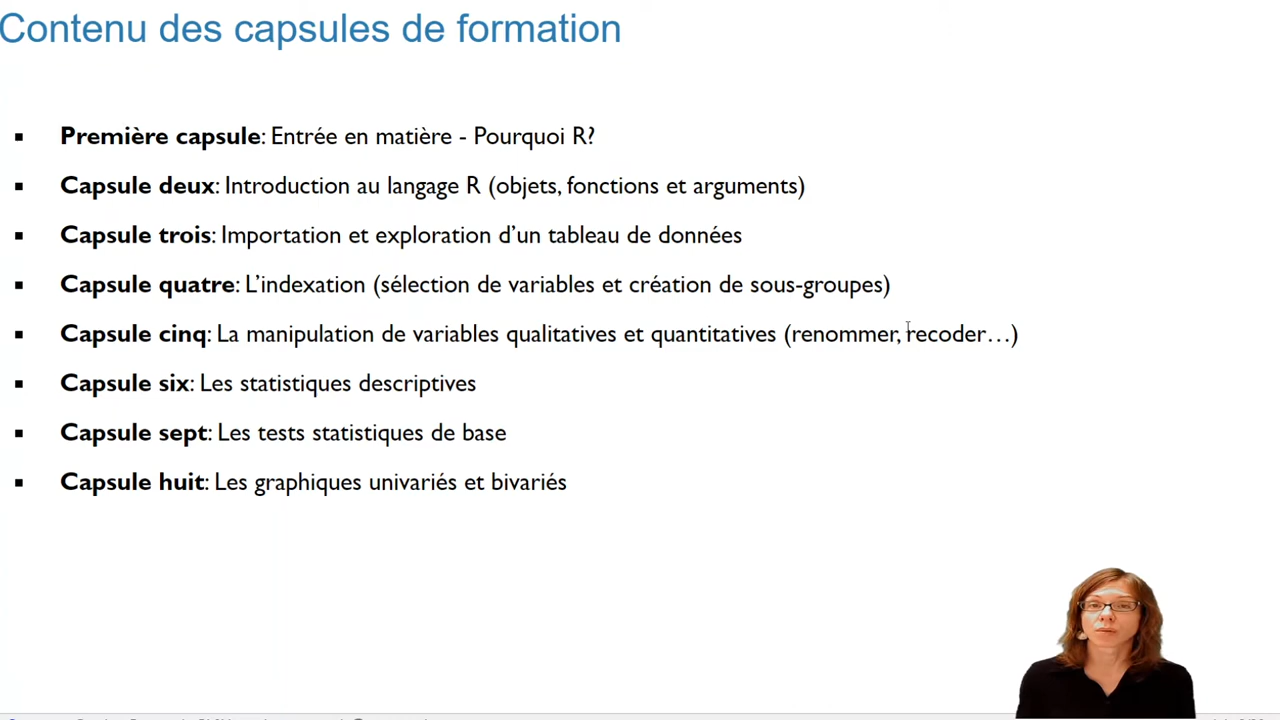 Contenu des capsules de formation
Première capsule: Entrée en matière - Pourquoi R?
Capsule deux: Introduction au langage R (objets, fonctions et arguments)
Capsule trois: Importation et exploration d’un tableau de données
Capsule quatre: L’indexation (sélection de variables et création de sous-groupes)
Capsule cinq: La manipulation de variables qualitatives et quantitatives (renommer, recoder…)
Capsule six: Les statistiques descriptives
Capsule sept: Les tests statistiques de base
Capsule huit: Les graphiques univariés et bivariés